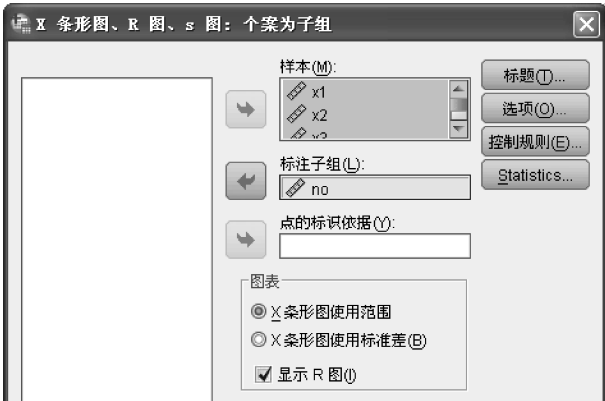 X 条形图、R 图、s 图：个案为子组
样本(M):
x1
x2
x3
标注子组(L):
no
点的标识依据(Y):
图表
X 条形图使用范围
X 条形图使用标准差(B)
显示 R 图(I)
标题(T)...
选项(O)...
控制规则(E)...
Statistics...